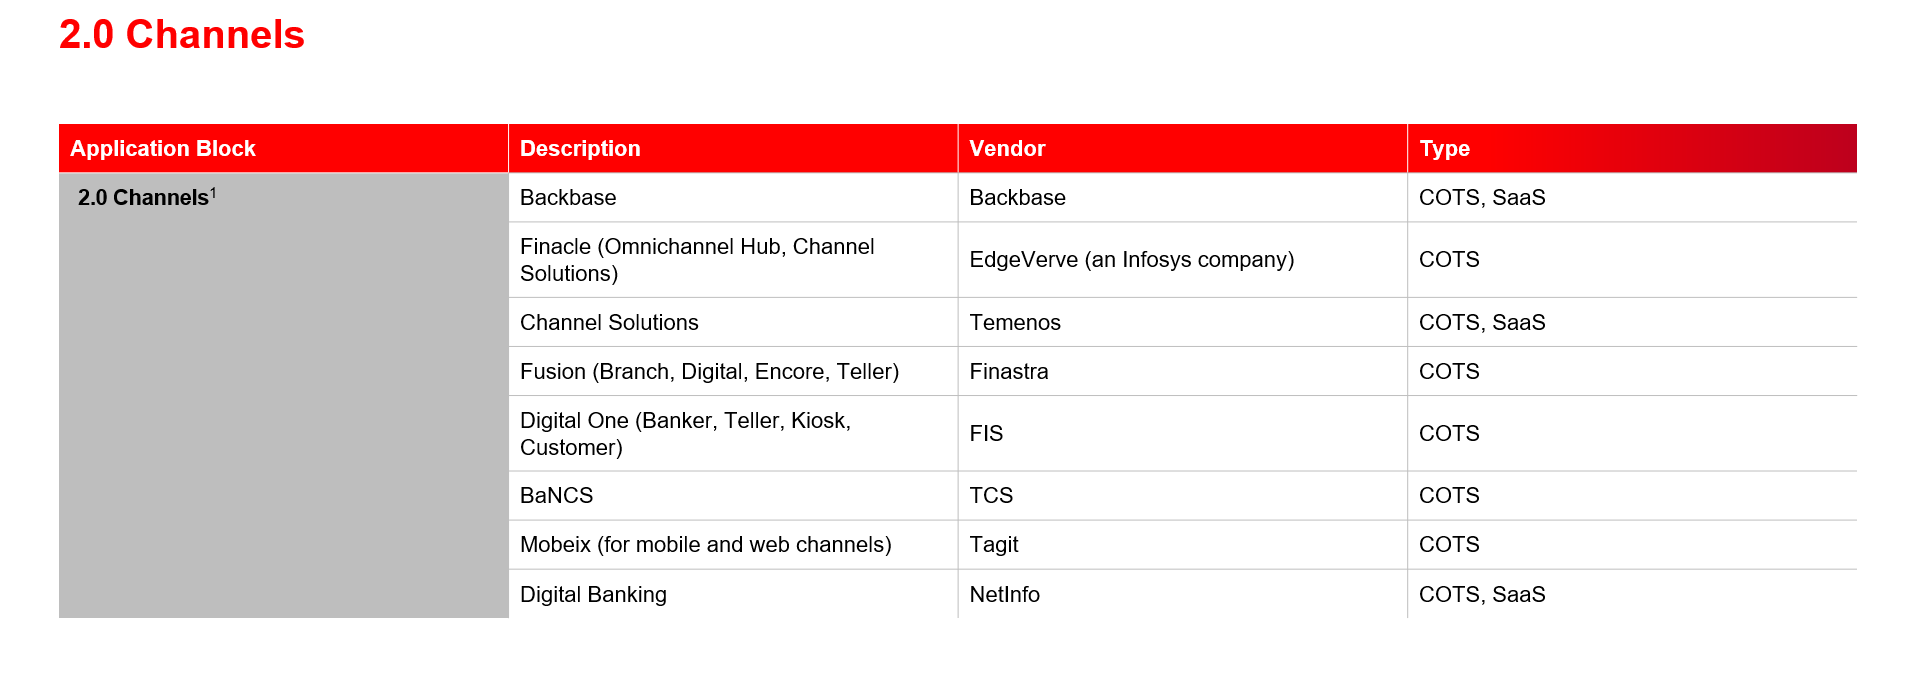 2.0 Channels
Application Block Description Vendor Type
2.0 Channels¹ Backbase Backbase COTS, SaaS
Finacle (Omnichannel Hub, Channel
Solutions) EdgeVerve (an Infosys company) COTS
Channel Solutions Temenos COTS, SaaS
Fusion (Branch, Digital, Encore, Teller) Finastra COTS
Digital One (Banker, Teller, Kiosk,
Customer) FIS COTS
BaNCS TCS COTS
Mobeix (for mobile and web channels) Tagit COTS
Digital Banking NetInfo COTS, SaaS